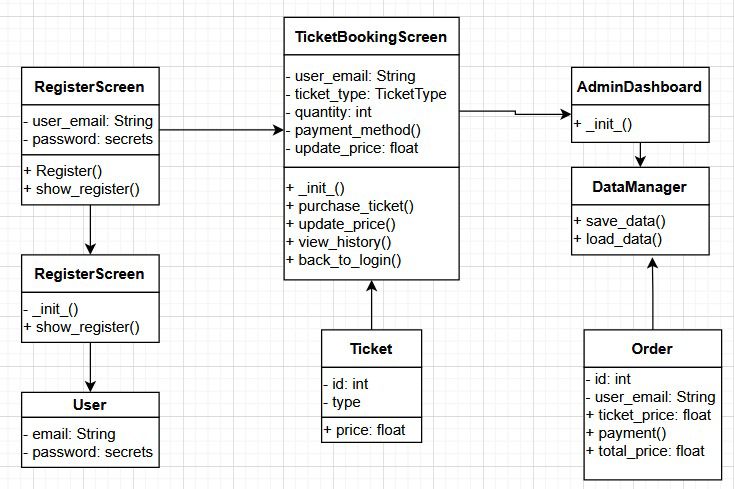 RegisterScreen
- user_email: String
- password: secrets
+ Register()
+ show_register()
RegisterScreen
- _init_()
+ show_register()
User
- email: String
- password: secrets
TicketBookingScreen
- user_email: String
- ticket_type: TicketType
- quantity: int
- payment_method()
- update_price: float
+ _init_()
+ purchase_ticket()
+ update_price()
+ view_history()
+ back_to_login()
Ticket
- id: int
- type
+ price: float
AdminDashboard
+ _init_()
DataManager
+ save_data()
+ load_data()
Order
- id: int
- user_email: String
+ ticket_price: float
+ payment()
+ total_price: float